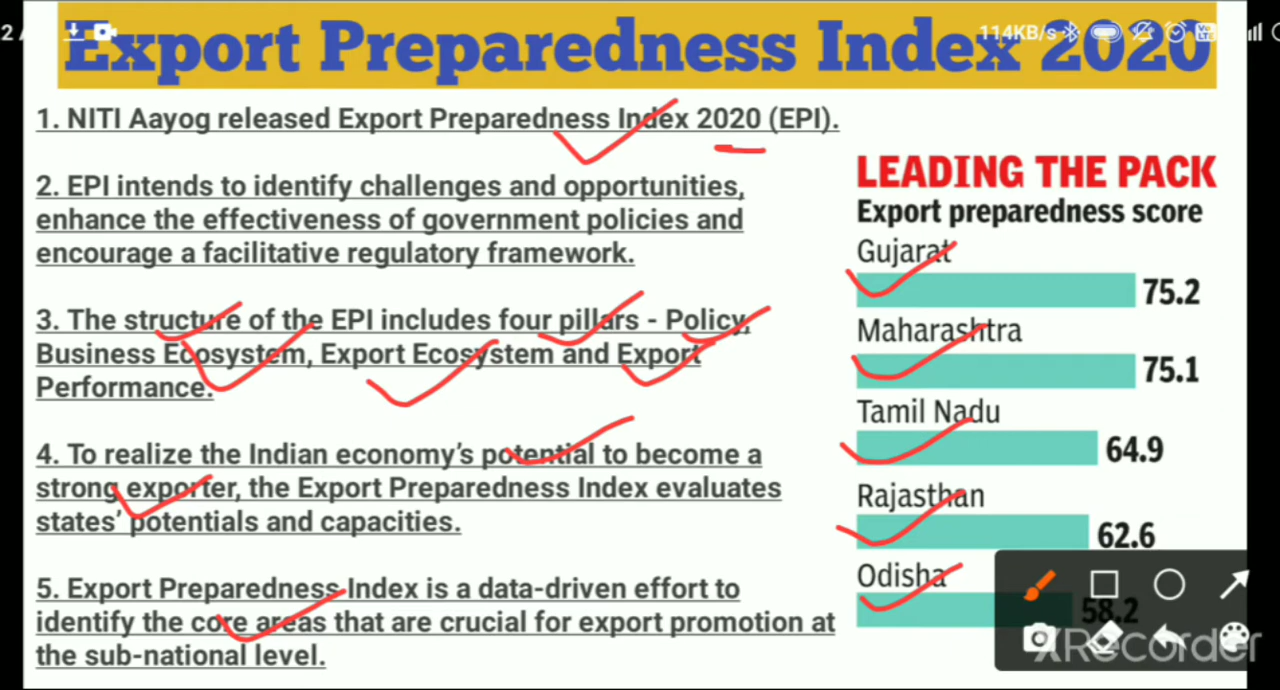 2
114KB/s
Export Preparedness Index 2020
1. NITI Aayog released Export Preparedness Index 2020 (EPI).
2. EPI intends to identify challenges and opportunities,
enhance the effectiveness of government policies and
encourage a facilitative regulatory framework.
3. The structure of the EPI includes four pillars - Policy,
Business Ecosystem, Export Ecosystem and Export
Performance.
4. To realize the Indian economy’s potential to become a
strong exporter, the Export Preparedness Index evaluates
states’ potentials and capacities.
5. Export Preparedness Index is a data-driven effort to
identify the core areas that are crucial for export promotion at
the sub-national level.
LEADING THE PACK
Export preparedness score
Gujarat
75.2
Maharashtra
75.1
Tamil Nadu
64.9
Rajasthan
62.6
Odisha
58.2
XRecorder